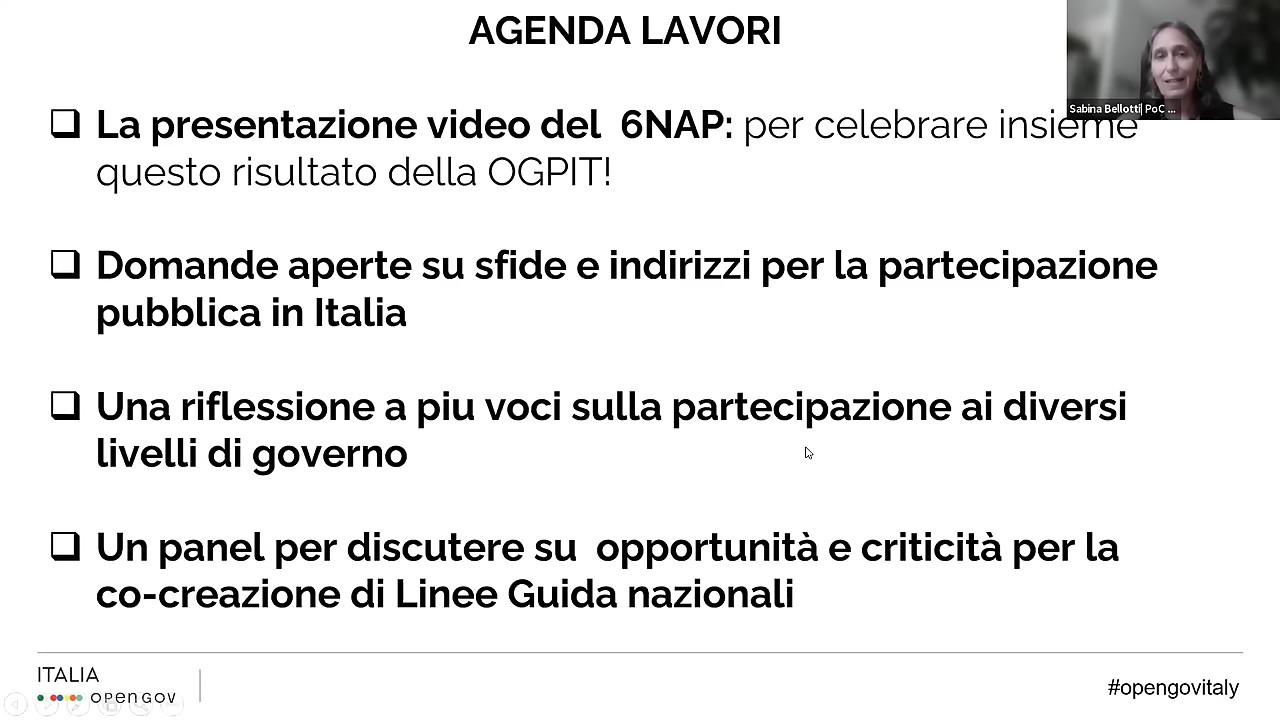 AGENDA LAVORI
Sabina Bellotti| PoC ...
La presentazione video del 6NAP: per celebrare insieme
questo risultato della OGPIT!
Domande aperte su sfide e indirizzi per la partecipazione
pubblica in Italia
Una riflessione a piu voci sulla partecipazione ai diversi
livelli di governo
Un panel per discutere su opportunità e criticità per la
co-creazione di Linee Guida nazionali
ITALIA
OPEN GOV
#opengovitaly